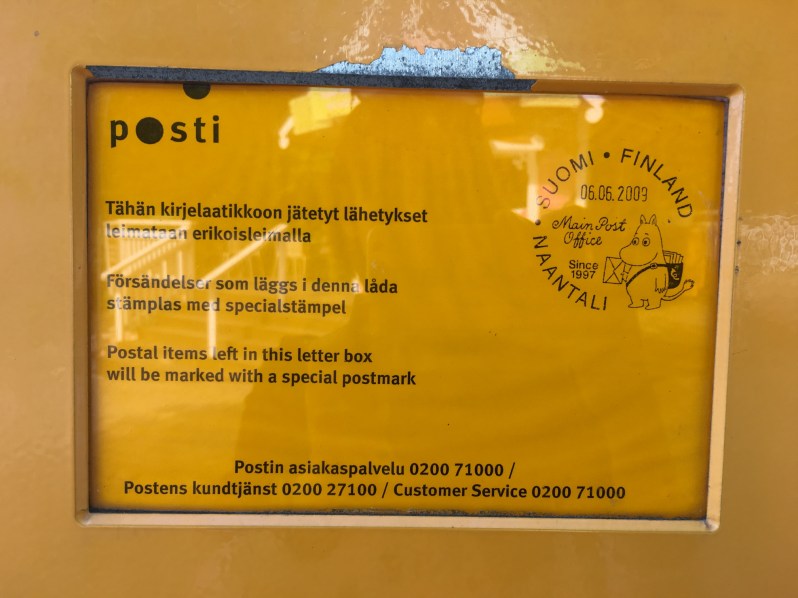 posti
Tähän kirjelaatikkoon jätetyt lähetykset
leimataan erikoisleimalla
Försändelser som läggs i denna låda
stämplas med specialstämpel
Postal items left in this letter box
will be marked with a special postmark
SUOMI • FINLAND
06.06.2009
Main Post
Office
Since
1997
• NAANTALI •
Postin asiakaspalvelu 0200 71000 /
Postens kundtjänst 0200 27100 / Customer Service 0200 71000